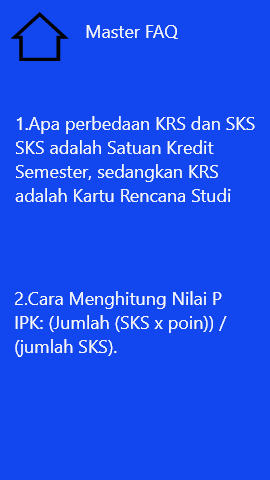 Master FAQ
1.Apa perbedaan KRS dan SKS
SKS adalah Satuan Kredit
Semester, sedangkan KRS
adalah Kartu Rencana Studi
2.Cara Menghitung Nilai P
IPK: (Jumlah (SKS x poin)) /
(jumlah SKS).